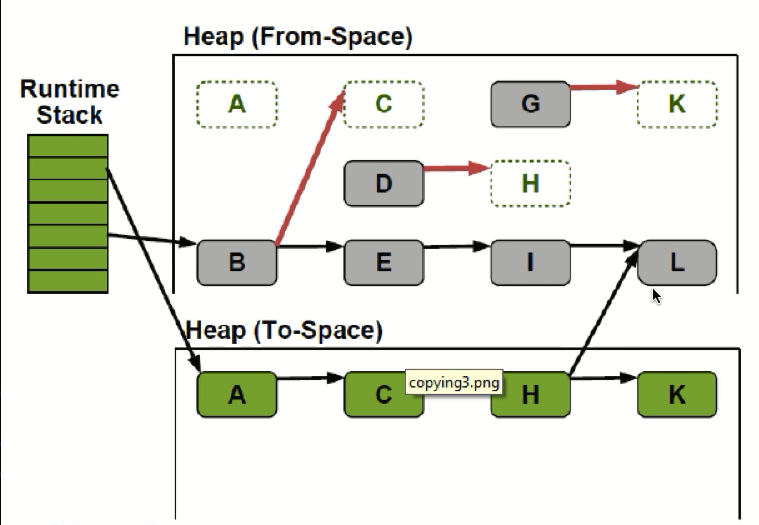 Heap (From-Space)
Runtime
Stack
A
C
G
K
D
H
B
E
I
L
Heap (To-Space)
A
C
copying3.png
H
K